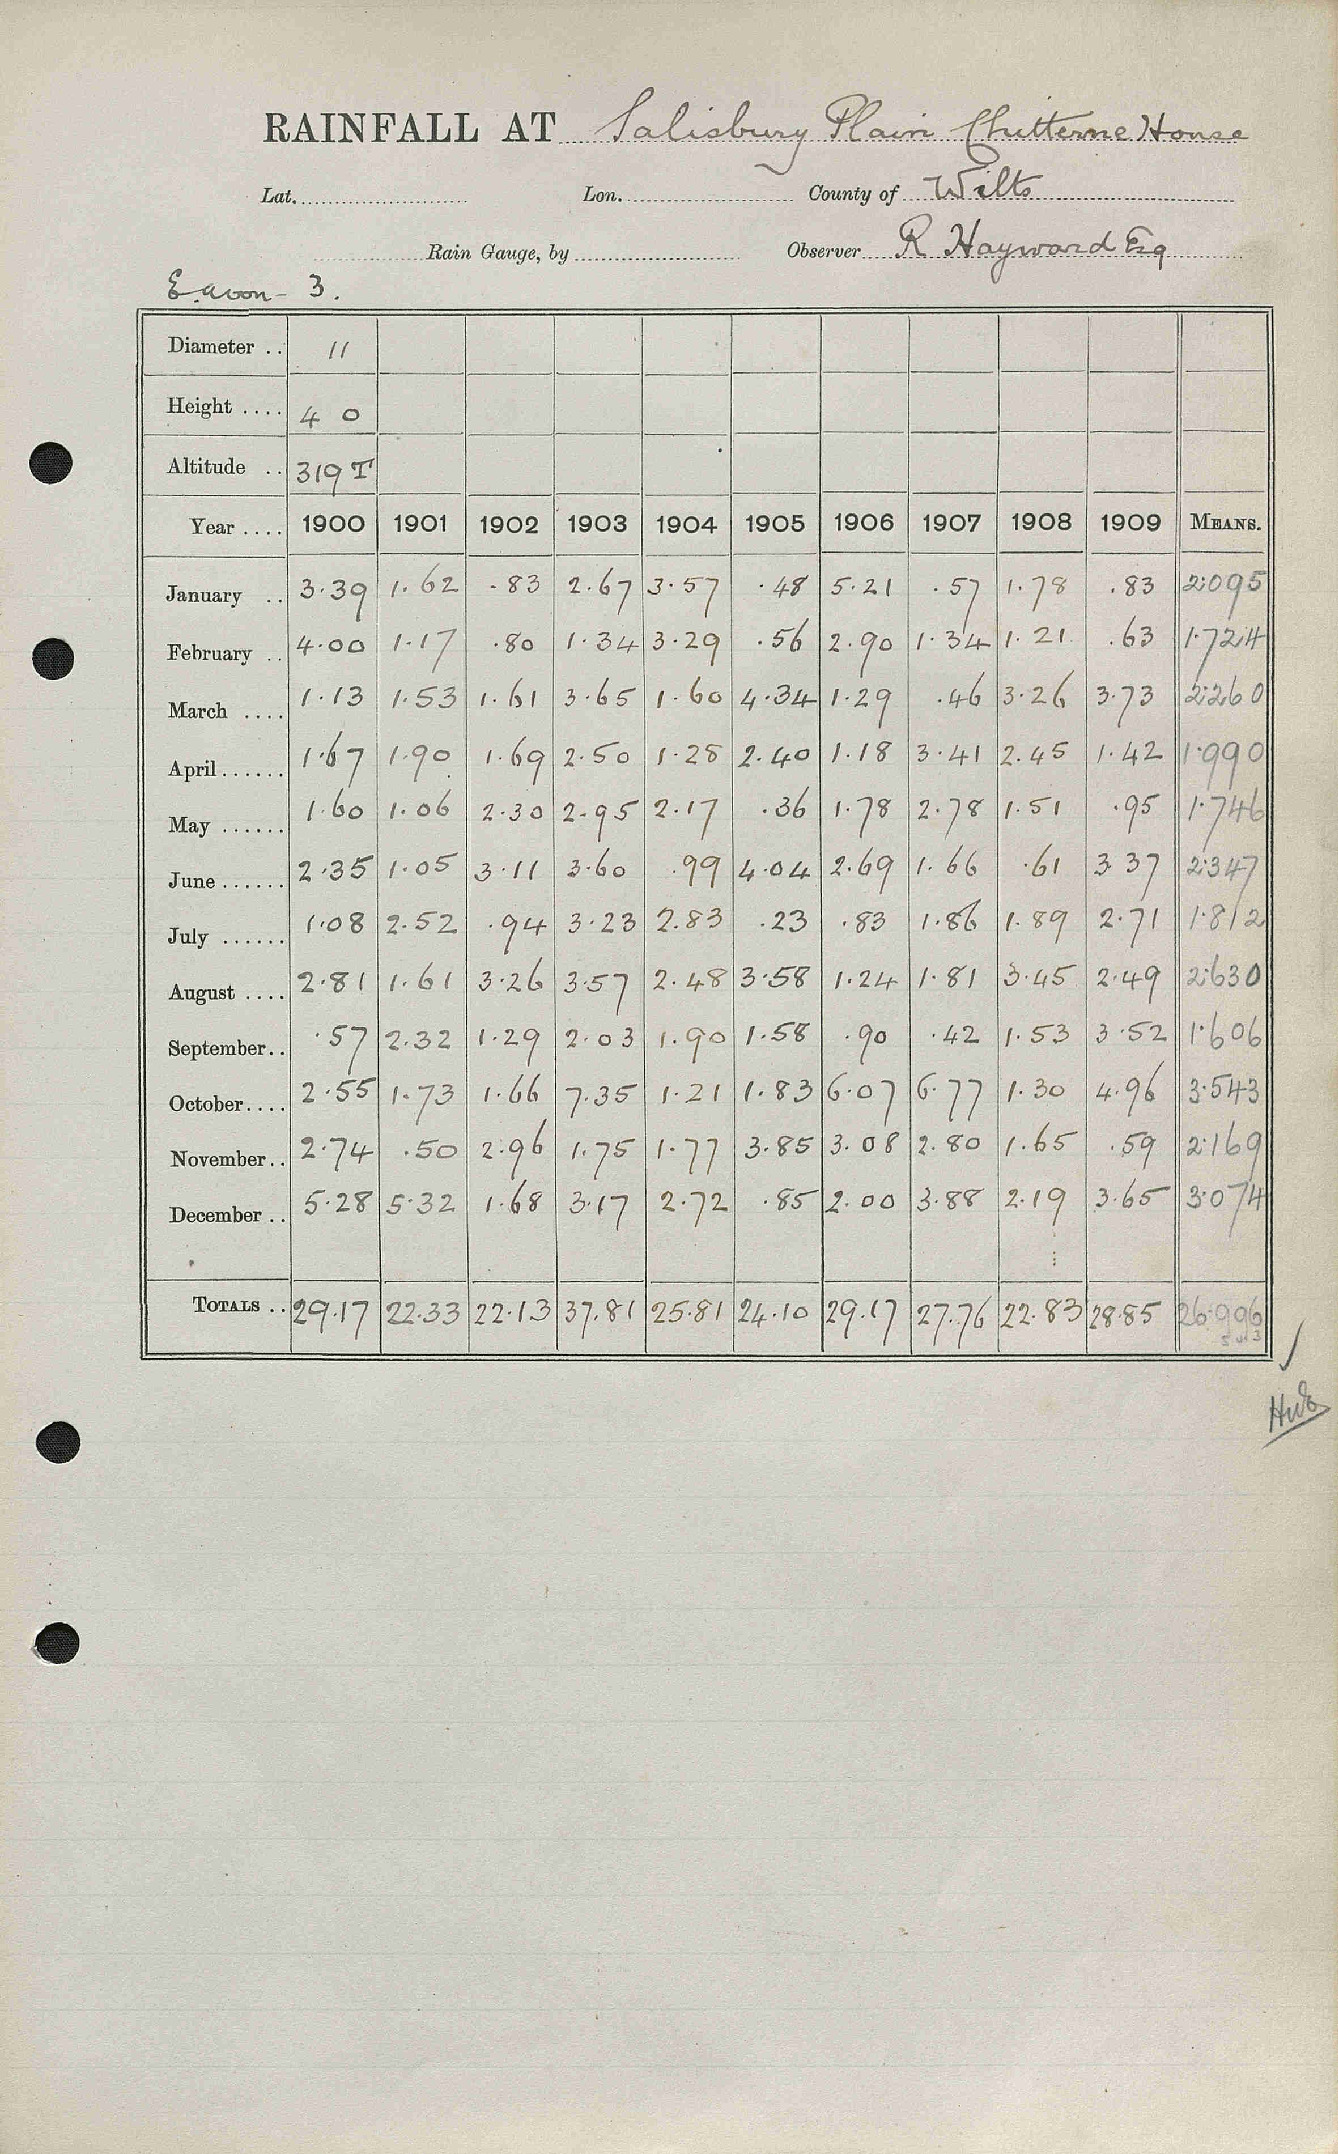 RAINFALL AT Salisbury Plain Chitterne House
Lat. Lon. County of Wilts
Rain Gauge, by Observer R Hayward Esq
E. Avon - 3.
Diameter .. 11
Height .... 4 0
Altitude .. 319 T
Year .... 1900 1901 1902 1903 1904 1905 1906 1907 1908 1909 MEANS.
January .. 3.39 1.62 .83 2.67 3.57 .48 5.21 .57 1.78 .83 2.095
February .. 4.00 1.17 .80 1.34 3.29 .56 2.90 1.34 1.21 .63 1.724
March .... 1.13 1.53 1.61 3.65 1.60 4.34 1.29 .46 3.26 3.73 2.260
April ...... 1.67 1.90 1.69 2.50 1.28 2.40 1.18 3.41 2.45 1.42 1.990
May ...... 1.60 1.06 2.30 2.95 2.17 .36 1.78 2.78 1.51 .95 1.746
June ...... 2.35 1.05 3.11 3.60 .99 4.04 2.69 1.66 .61 3 37 2.347
July ...... 1.08 2.52 .94 3.23 2.83 .23 .83 1.86 1.89 2.71 1.812
August .... 2.81 1.61 3.26 3.57 2.48 3.58 1.24 1.81 3.45 2.49 2.630
September .. .57 2.32 1.29 2.03 1.90 1.58 .90 .42 1.53 3.52 1.606
October .... 2.55 1.73 1.66 7.35 1.21 1.83 6.07 6.77 1.30 4.96 3.543
November .. 2.74 .50 2.96 1.75 1.77 3.85 3.08 2.80 1.65 .59 2.169
December .. 5.28 5.32 1.68 3.17 2.72 .85 2.00 3.88 2.19 3.65 3.074
TOTALS .. 29.17 22.33 22.13 37.81 25.81 24.10 29.17 27.76 22.83 28.85 26.996